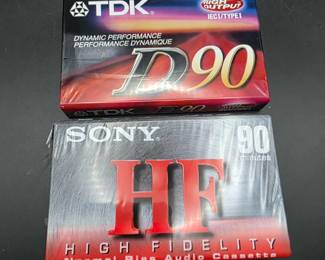 TDK
HIGH
OUTPUT
IEC I / TYPE I
DYNAMIC PERFORMANCE
PERFORMANCE DYNAMIQUE
D90
TDK D90
SONY
90
minutes
HF
HIGH FIDELITY
Normal Bias Audio Cassette